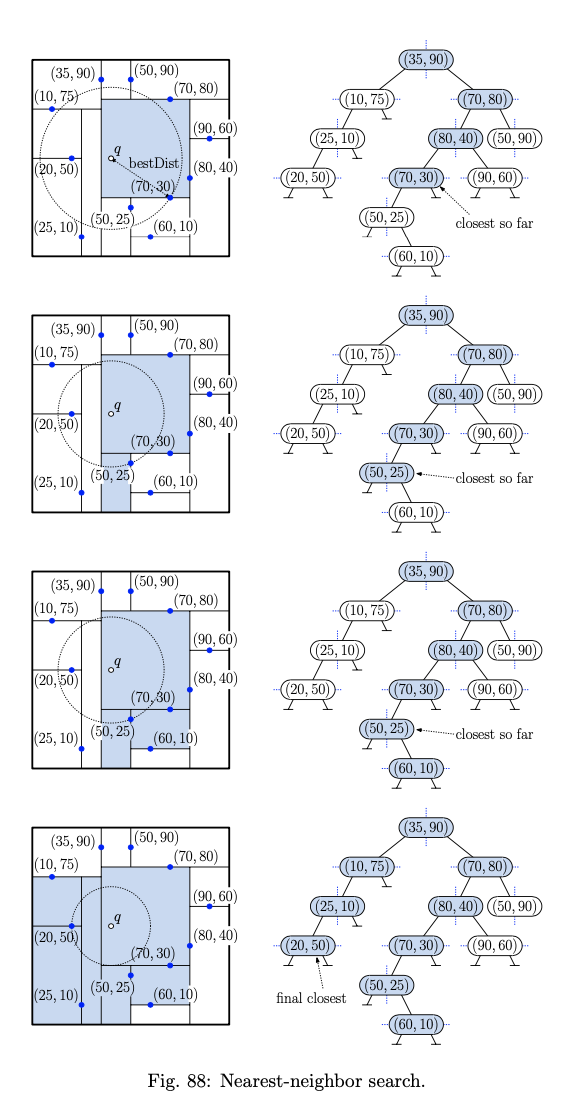 (35, 90) (50, 90) (35, 90)
(10, 75) (70, 80) (10, 75) (70, 80)
(90, 60) (25, 10) (80, 40) (50, 90)
q
bestDist
(20, 50) (80, 40) (20, 50) (70, 30) (90, 60)
(70, 30)
(50, 25) (50, 25)
(25, 10) (60, 10) closest so far
(60, 10)
(35, 90) (50, 90) (35, 90)
(10, 75) (70, 80) (10, 75) (70, 80)
(90, 60) (25, 10) (80, 40) (50, 90)
q
(20, 50) (80, 40) (20, 50) (70, 30) (90, 60)
(70, 30)
(50, 25) (50, 25) closest so far
(25, 10) (60, 10)
(60, 10)
(35, 90) (50, 90) (35, 90)
(10, 75) (70, 80) (10, 75) (70, 80)
(90, 60) (25, 10) (80, 40) (50, 90)
q
(20, 50) (80, 40) (20, 50) (70, 30) (90, 60)
(70, 30)
(50, 25) (50, 25) closest so far
(25, 10) (60, 10)
(60, 10)
(35, 90) (50, 90) (35, 90)
(10, 75) (70, 80) (10, 75) (70, 80)
(90, 60) (25, 10) (80, 40) (50, 90)
q
(20, 50) (80, 40) (20, 50) (70, 30) (90, 60)
(70, 30)
(50, 25) (50, 25)
(25, 10) (60, 10) final closest
(60, 10)
Fig. 88: Nearest-neighbor search.